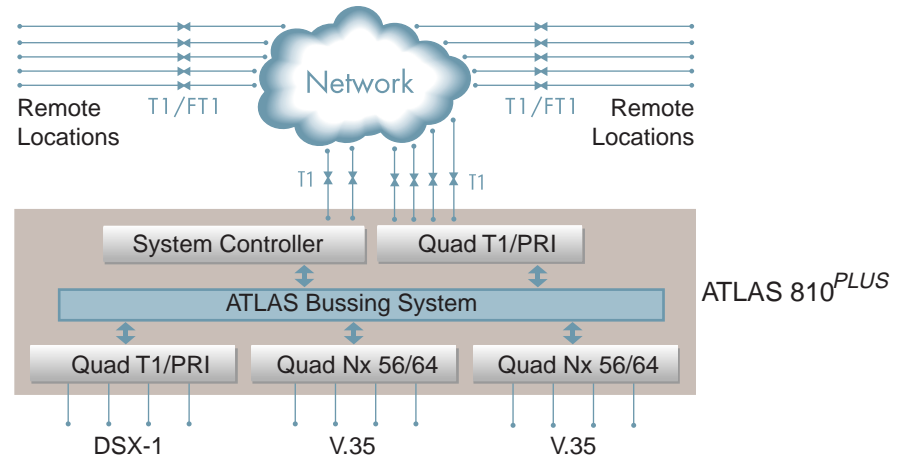 Network
Remote
Locations
T1/FT1
T1/FT1
Remote
Locations
T1
T1
System Controller
Quad T1/PRI
ATLAS Bussing System
ATLAS 810PLUS
Quad T1/PRI
Quad Nx 56/64
Quad Nx 56/64
DSX-1
V.35
V.35